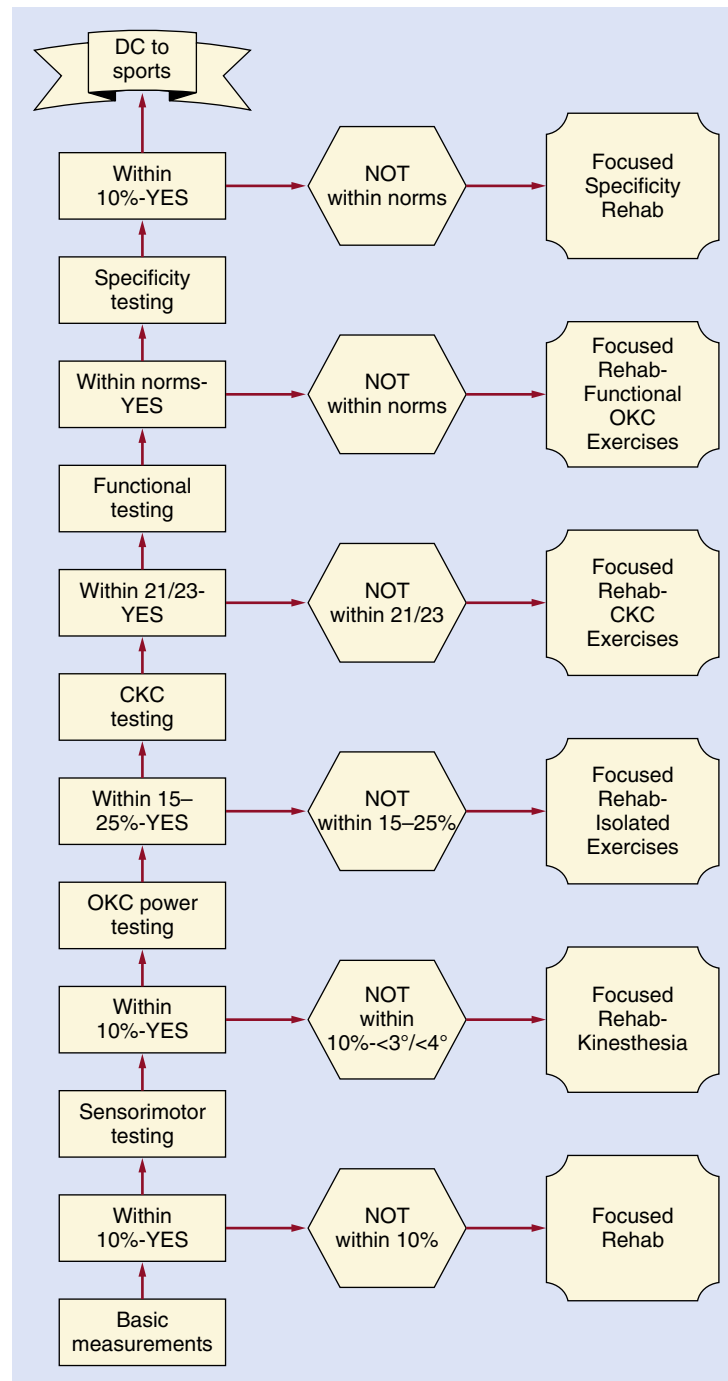 DC to
sports
Within
10%-YES
NOT
within norms
Focused
Specificity
Rehab
Specificity
testing
Within norms-
YES
NOT
within norms
Focused
Rehab-
Functional
OKC
Exercises
Functional
testing
Within 21/23-
YES
NOT
within 21/23
Focused
Rehab-
CKC
Exercises
CKC
testing
Within 15–
25%-YES
NOT
within 15–25%
Focused
Rehab-
Isolated
Exercises
OKC power
testing
Within
10%-YES
NOT
within
10%-<3°/<4°
Focused
Rehab-
Kinesthesia
Sensorimotor
testing
Within
10%-YES
NOT
within 10%
Focused
Rehab
Basic
measurements